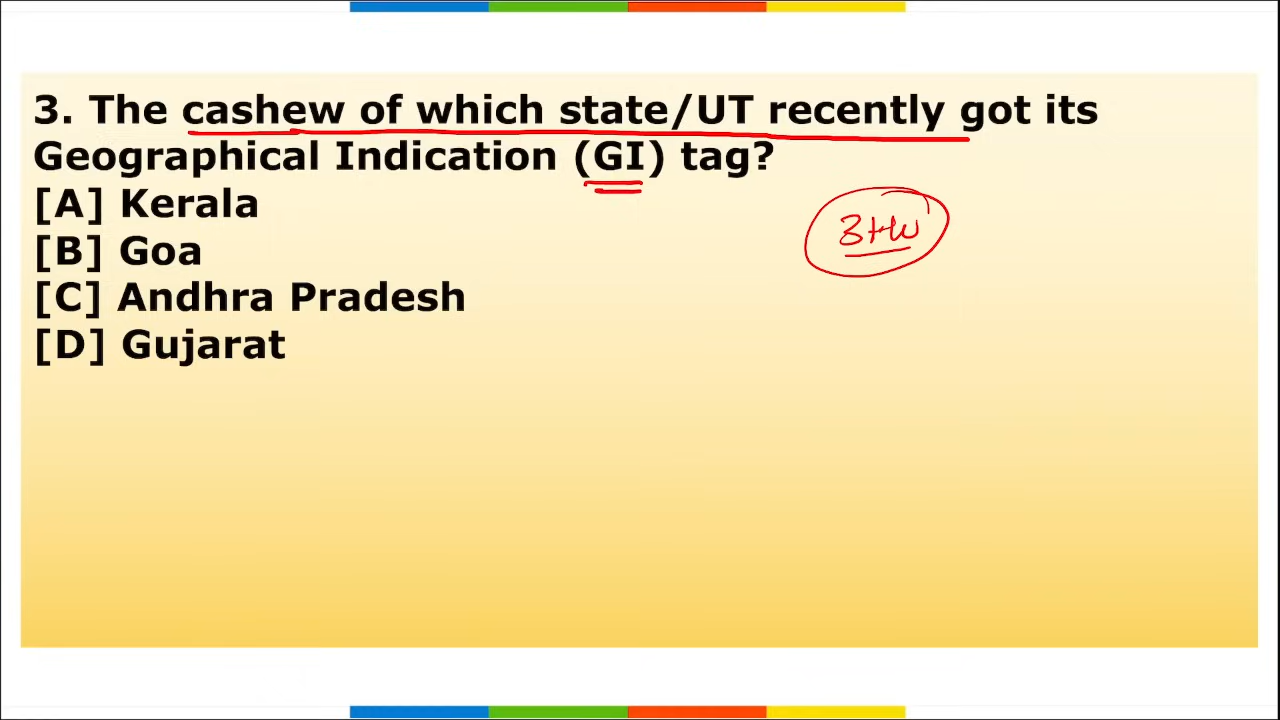 3. The cashew of which state/UT recently got its
Geographical Indication (GI) tag?
[A] Kerala
[B] Goa
[C] Andhra Pradesh
[D] Gujarat